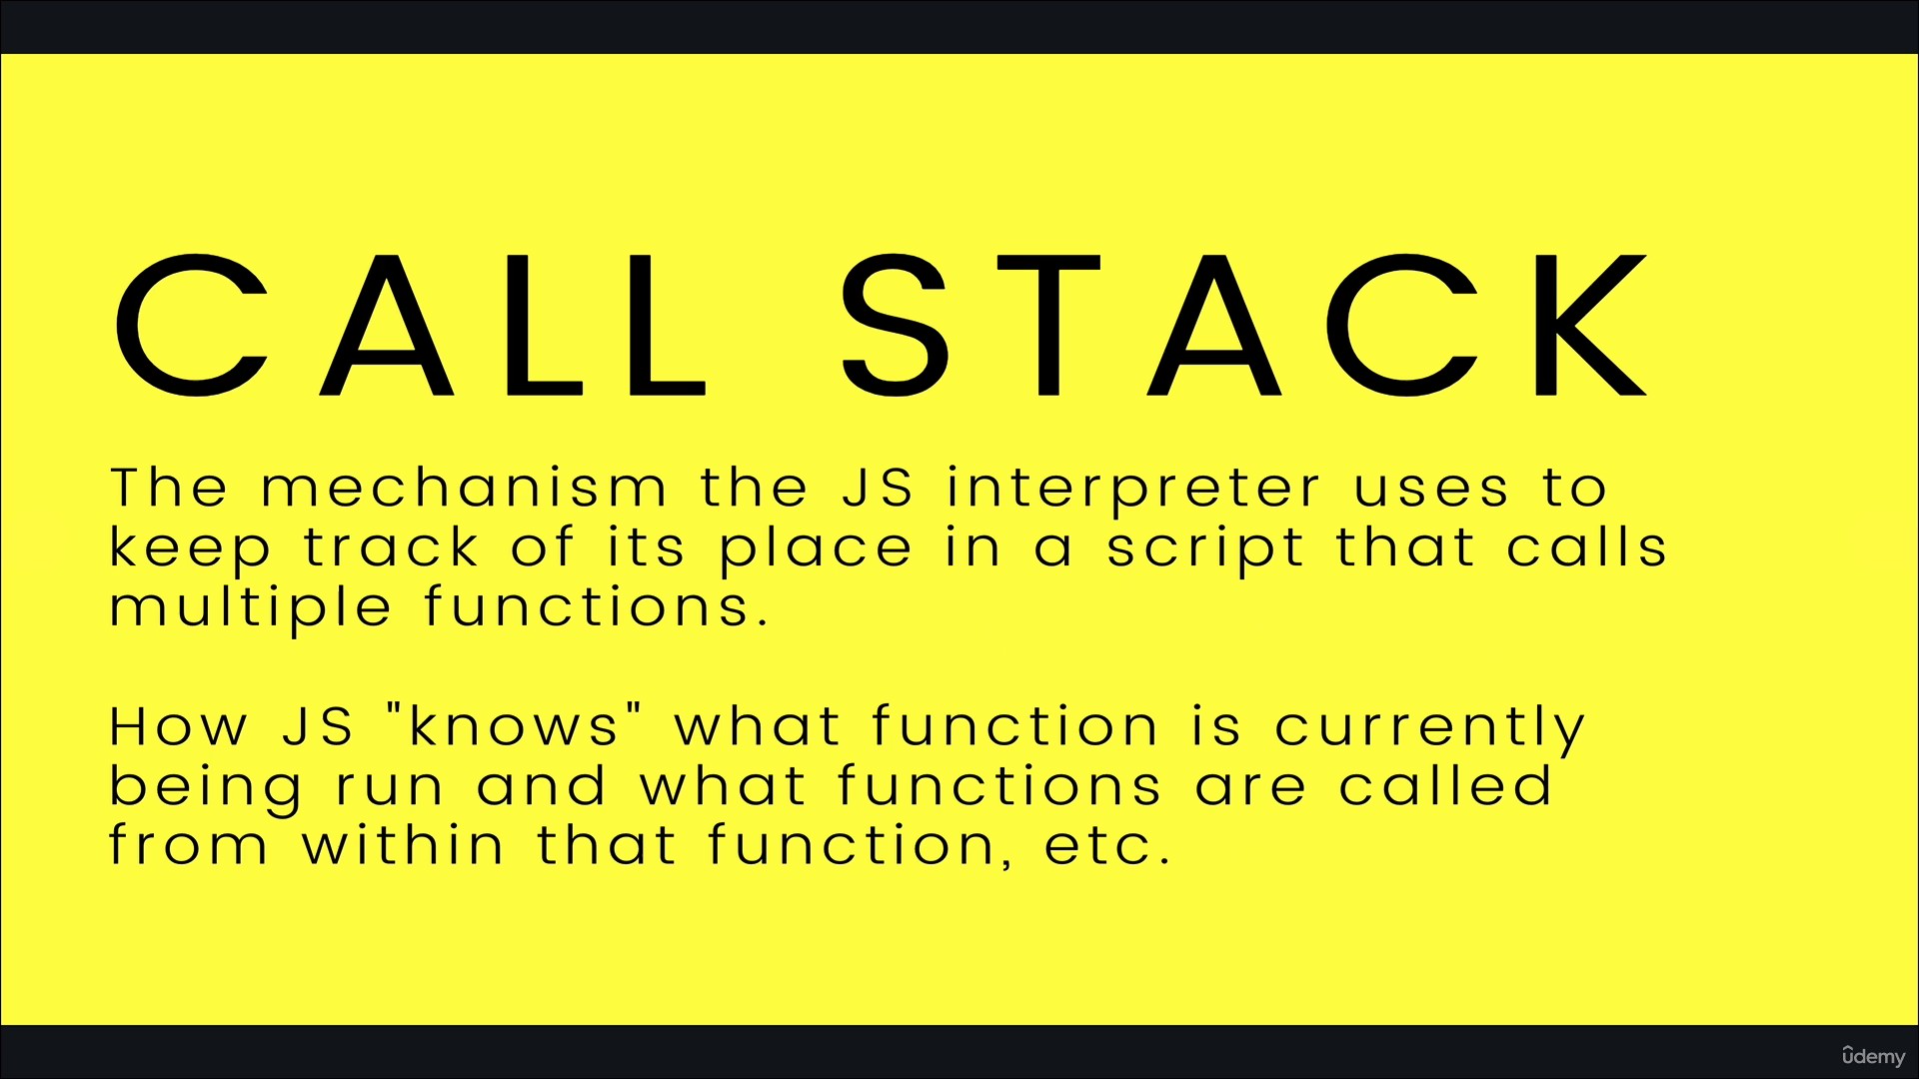 CALL STACK
The mechanism the JS interpreter uses to
keep track of its place in a script that calls
multiple functions.
How JS "knows" what function is currently
being run and what functions are called
from within that function, etc.
ûdemy